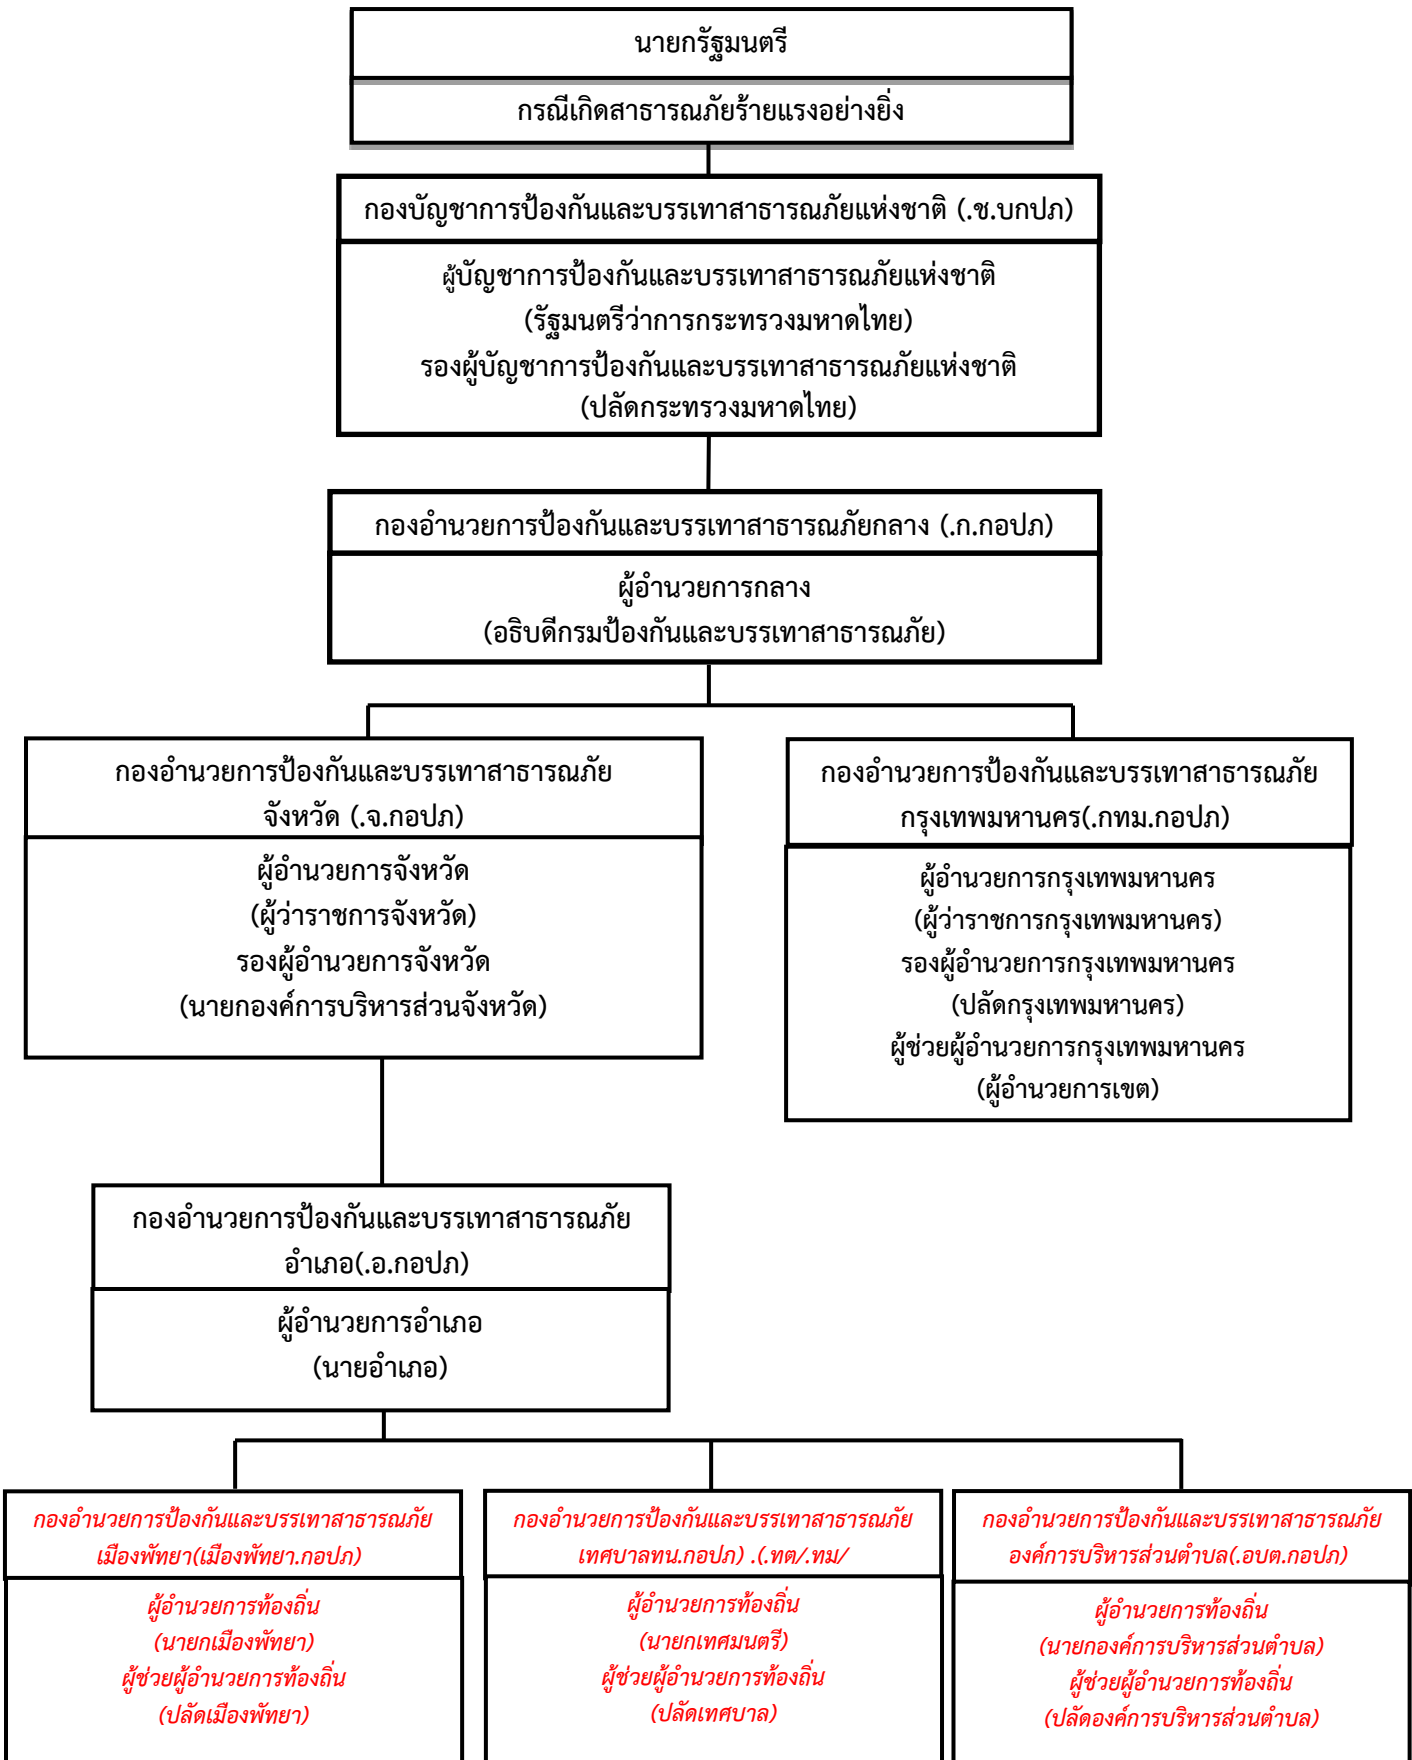 นายกรัฐมนตรี
กรณีเกิดสาธารณภัยร้ายแรงอย่างยิ่ง
กองบัญชาการป้องกันและบรรเทาสาธารณภัยแห่งชาติ (.ช.บกปภ)
ผู้บัญชาการป้องกันและบรรเทาสาธารณภัยแห่งชาติ
(รัฐมนตรีว่าการกระทรวงมหาดไทย)
รองผู้บัญชาการป้องกันและบรรเทาสาธารณภัยแห่งชาติ
(ปลัดกระทรวงมหาดไทย)
กองอำนวยการป้องกันและบรรเทาสาธารณภัยกลาง (.ก.กอปภ)
ผู้อำนวยการกลาง
(อธิบดีกรมป้องกันและบรรเทาสาธารณภัย)
กองอำนวยการป้องกันและบรรเทาสาธารณภัย
จังหวัด (.จ.กอปภ)
ผู้อำนวยการจังหวัด
(ผู้ว่าราชการจังหวัด)
รองผู้อำนวยการจังหวัด
(นายกองค์การบริหารส่วนจังหวัด)
กองอำนวยการป้องกันและบรรเทาสาธารณภัย
กรุงเทพมหานคร(.กทม.กอปภ)
ผู้อำนวยการกรุงเทพมหานคร
(ผู้ว่าราชการกรุงเทพมหานคร)
รองผู้อำนวยการกรุงเทพมหานคร
(ปลัดกรุงเทพมหานคร)
ผู้ช่วยผู้อำนวยการกรุงเทพมหานคร
(ผู้อำนวยการเขต)
กองอำนวยการป้องกันและบรรเทาสาธารณภัย
อำเภอ(.อ.กอปภ)
ผู้อำนวยการอำเภอ
(นายอำเภอ)
กองอำนวยการป้องกันและบรรเทาสาธารณภัย
เมืองพัทยา(เมืองพัทยา.กอปภ)
ผู้อำนวยการท้องถิ่น
(นายกเมืองพัทยา)
ผู้ช่วยผู้อำนวยการท้องถิ่น
(ปลัดเมืองพัทยา)
กองอำนวยการป้องกันและบรรเทาสาธารณภัย
เทศบาลทน.กอปภ) .(.ทต/.ทม/
ผู้อำนวยการท้องถิ่น
(นายกเทศมนตรี)
ผู้ช่วยผู้อำนวยการท้องถิ่น
(ปลัดเทศบาล)
กองอำนวยการป้องกันและบรรเทาสาธารณภัย
องค์การบริหารส่วนตำบล(.อบต.กอปภ)
ผู้อำนวยการท้องถิ่น
(นายกองค์การบริหารส่วนตำบล)
ผู้ช่วยผู้อำนวยการท้องถิ่น
(ปลัดองค์การบริหารส่วนตำบล)